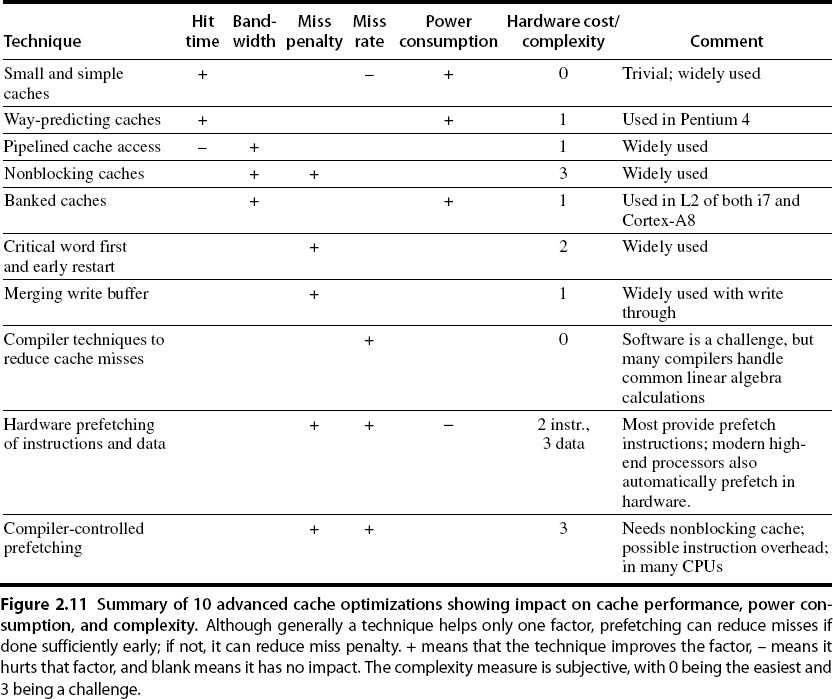 Technique Hit time Band-width Miss penalty Miss rate Power consumption Hardware cost/ complexity Comment
Small and simple caches + – + 0 Trivial; widely used
Way-predicting caches + + 1 Used in Pentium 4
Pipelined cache access – + 1 Widely used
Nonblocking caches + + 3 Widely used
Banked caches + + 1 Used in L2 of both i7 and Cortex-A8
Critical word first and early restart + 2 Widely used
Merging write buffer + 1 Widely used with write through
Compiler techniques to reduce cache misses + 0 Software is a challenge, but many compilers handle common linear algebra calculations
Hardware prefetching of instructions and data + + – 2 instr., 3 data Most provide prefetch instructions; modern high-end processors also automatically prefetch in hardware.
Compiler-controlled prefetching + + 3 Needs nonblocking cache; possible instruction overhead; in many CPUs
Figure 2.11 Summary of 10 advanced cache optimizations showing impact on cache performance, power con-
sumption, and complexity. Although generally a technique helps only one factor, prefetching can reduce misses if
done sufficiently early; if not, it can reduce miss penalty. + means that the technique improves the factor, – means it
hurts that factor, and blank means it has no impact. The complexity measure is subjective, with 0 being the easiest and
3 being a challenge.